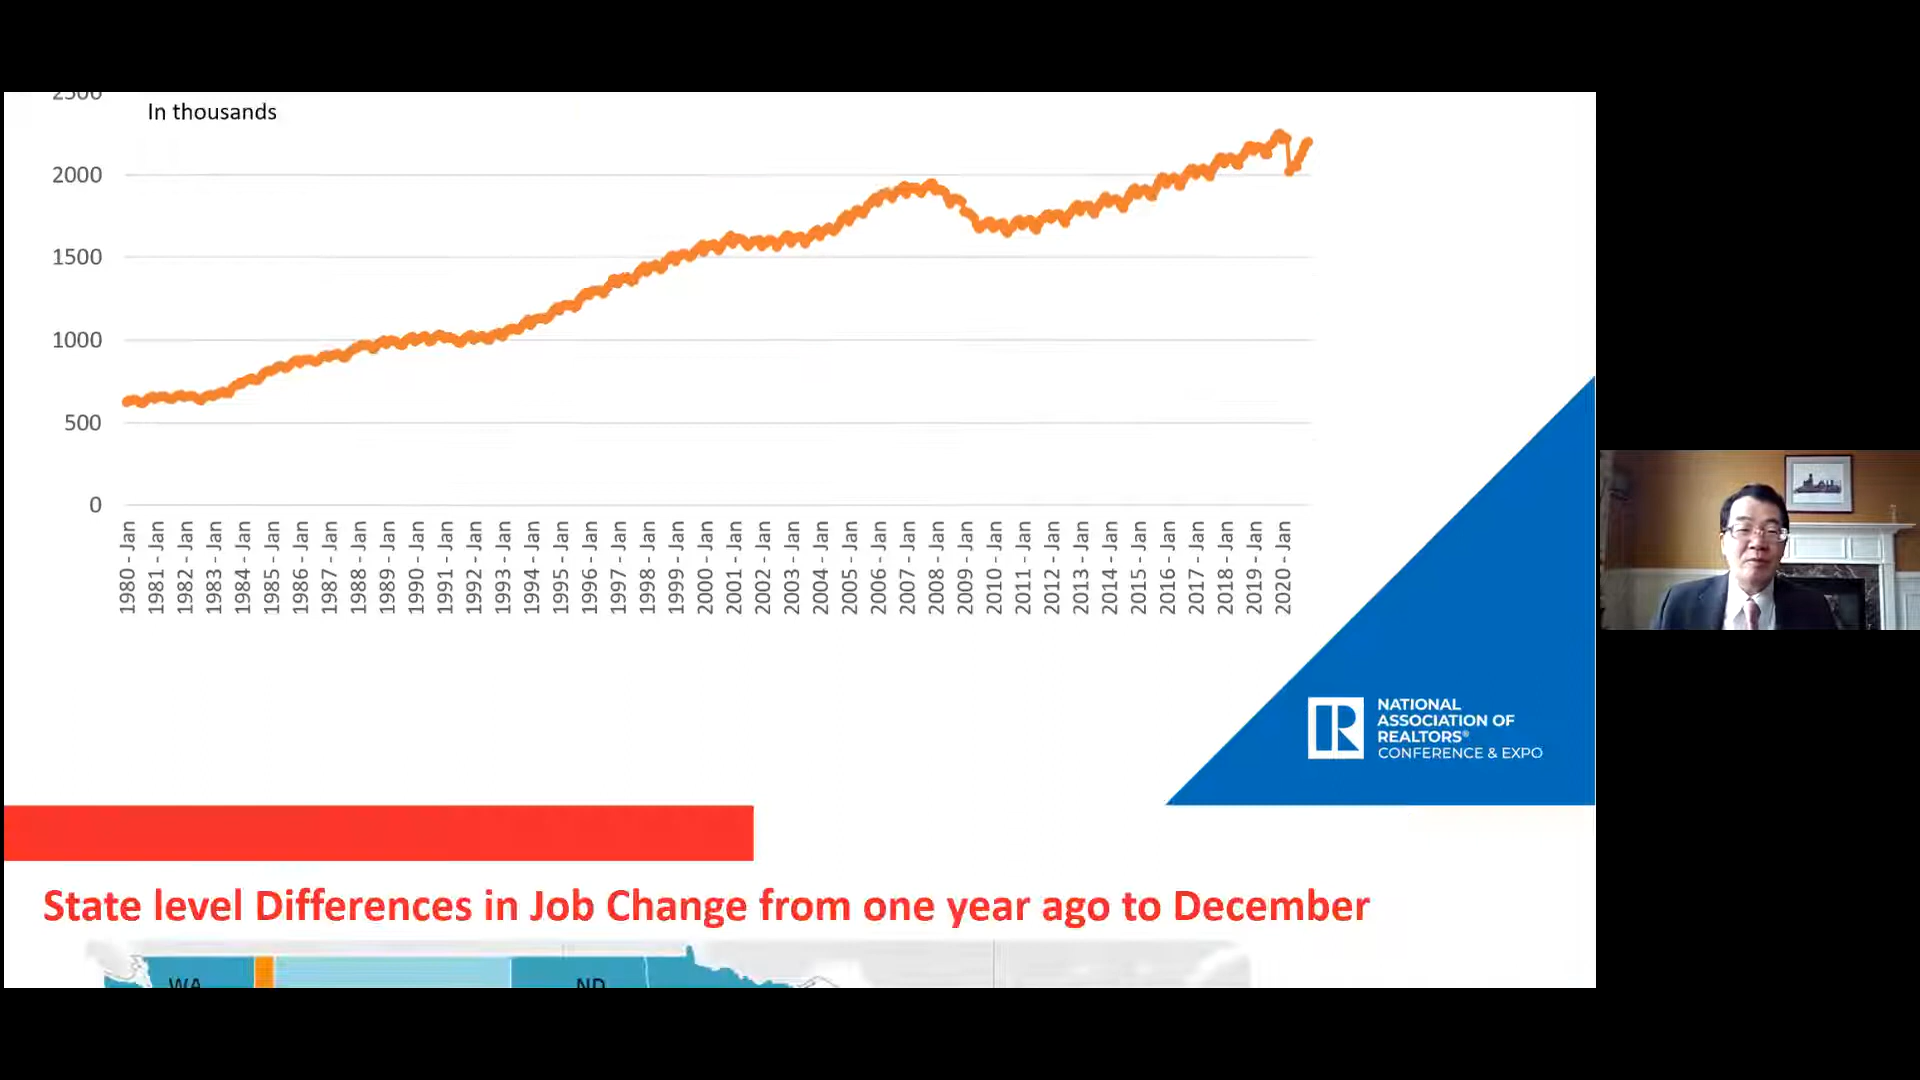 2500
In thousands
2000
1500
1000
500
0
1980 - Jan
1981 - Jan
1982 - Jan
1983 - Jan
1984 - Jan
1985 - Jan
1986 - Jan
1987 - Jan
1988 - Jan
1989 - Jan
1990 - Jan
1991 - Jan
1992 - Jan
1993 - Jan
1994 - Jan
1995 - Jan
1996 - Jan
1997 - Jan
1998 - Jan
1999 - Jan
2000 - Jan
2001 - Jan
2002 - Jan
2003 - Jan
2004 - Jan
2005 - Jan
2006 - Jan
2007 - Jan
2008 - Jan
2009 - Jan
2010 - Jan
2011 - Jan
2012 - Jan
2013 - Jan
2014 - Jan
2015 - Jan
2016 - Jan
2017 - Jan
2018 - Jan
2019 - Jan
2020 - Jan
R
NATIONAL
ASSOCIATION OF
REALTORS®
CONFERENCE & EXPO
State level Differences in Job Change from one year ago to December
WA
ND